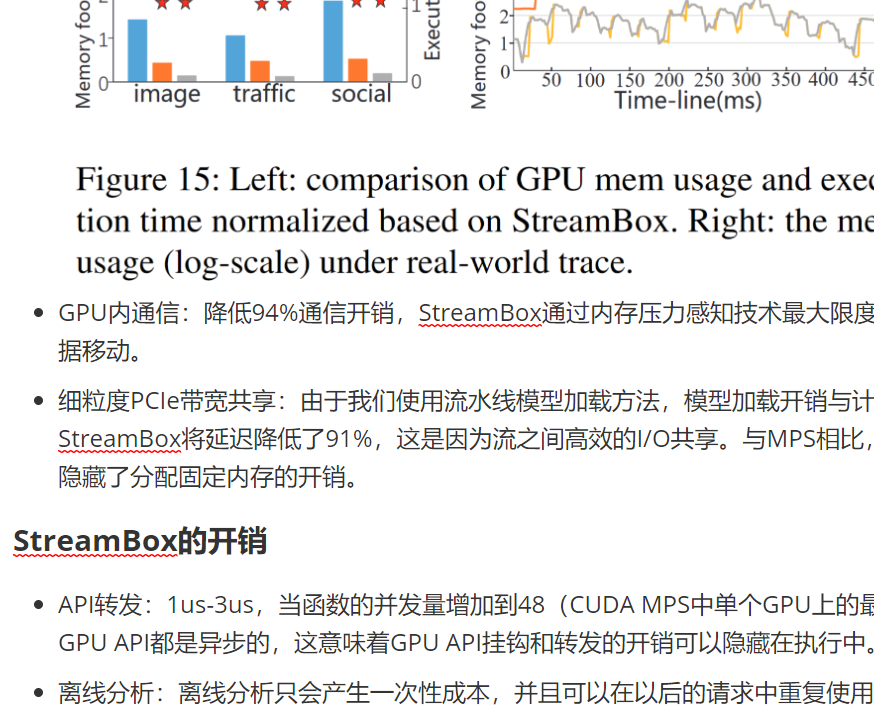 Memory foo
2
1
0
image traffic social
1
0
Execut
Memory foo
2
1
0
50 100 150 200 250 300 350 400 450
Time-line(ms)
Figure 15: Left: comparison of GPU mem usage and exec
tion time normalized based on StreamBox. Right: the me
usage (log-scale) under real-world trace.
GPU内通信：降低94%通信开销，StreamBox通过内存压力感知技术最大限度
据移动。
细粒度PCIe带宽共享：由于我们使用流水线模型加载方法，模型加载开销与计
StreamBox将延迟降低了91%，这是因为流之间高效的I/O共享。与MPS相比，
隐藏了分配固定内存的开销。
StreamBox的开销
API转发：1us-3us，当函数的并发量增加到48（CUDA MPS中单个GPU上的最
GPU API都是异步的，这意味着GPU API挂钩和转发的开销可以隐藏在执行中。
离线分析：离线分析只会产生一次性成本，并且可以在以后的请求中重复使用